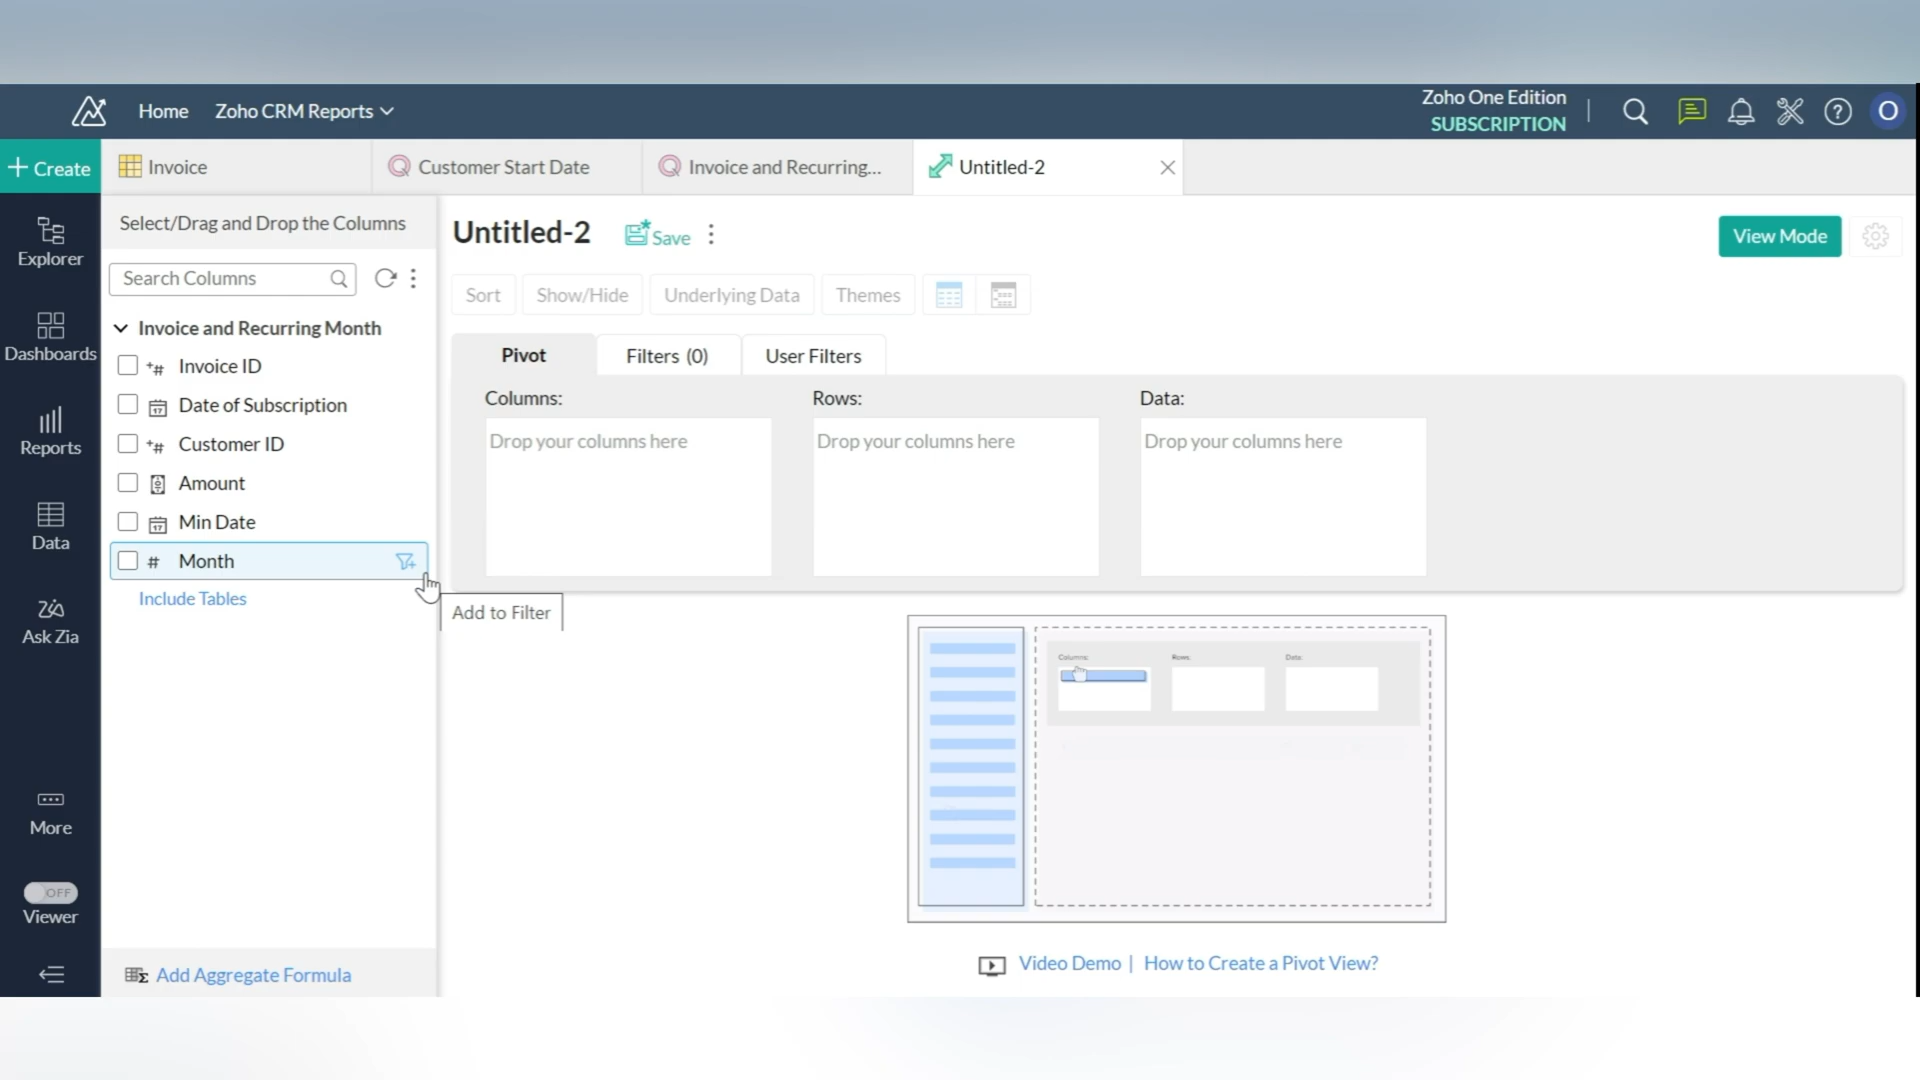 Home
Zoho CRM Reports
Zoho One Edition
SUBSCRIPTION
O
+ Create
Invoice
Customer Start Date
Invoice and Recurring...
Untitled-2
Explorer
Dashboards
Reports
Data
Ask Zia
More
OFF
Viewer
Select/Drag and Drop the Columns
Search Columns
Invoice and Recurring Month
Invoice ID
Date of Subscription
Customer ID
Amount
Min Date
# Month
Include Tables
Add to Filter
Add Aggregate Formula
Untitled-2
Save
View Mode
Sort
Show/Hide
Underlying Data
Themes
Pivot
Filters (0)
User Filters
Columns:
Rows:
Data:
Drop your columns here
Drop your columns here
Drop your columns here
Columns:
Rows:
Data:
Video Demo | How to Create a Pivot View?